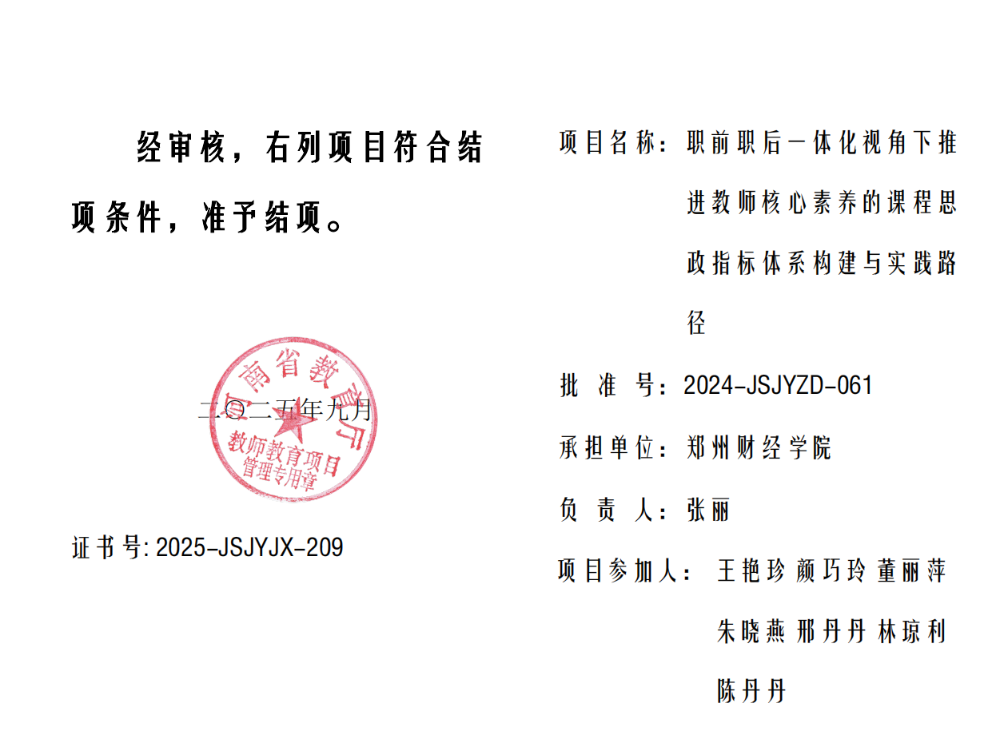 经审核，右列项目符合结
项条件，准予结项。
河南省教育厅
二〇二五年九月
教师教育项目
管理专用章
证书号: 2025-JSJYJX-209
项目名称：职前职后一体化视角下推
进教师核心素养的课程思
政指标体系构建与实践路
径
批 准 号：2024-JSJYZD-061
承担单位：郑州财经学院
负 责 人：张丽
项目参加人： 王艳珍 颜巧玲 董丽萍
朱晓燕 邢丹丹 林琼利
陈丹丹